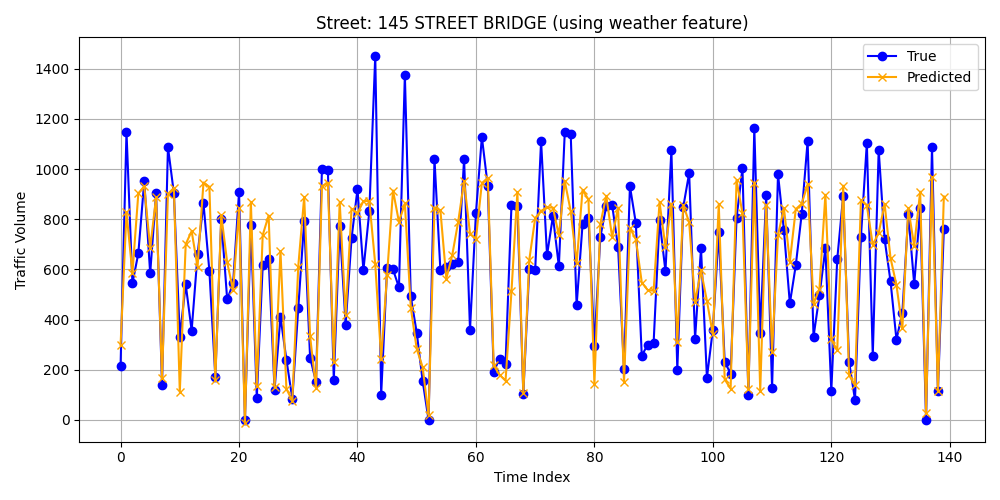 Street: 145 STREET BRIDGE (using weather feature)
True
Predicted
Traffic Volume
1400
1200
1000
800
600
400
200
0
0 20 40 60 80 100 120 140
Time Index